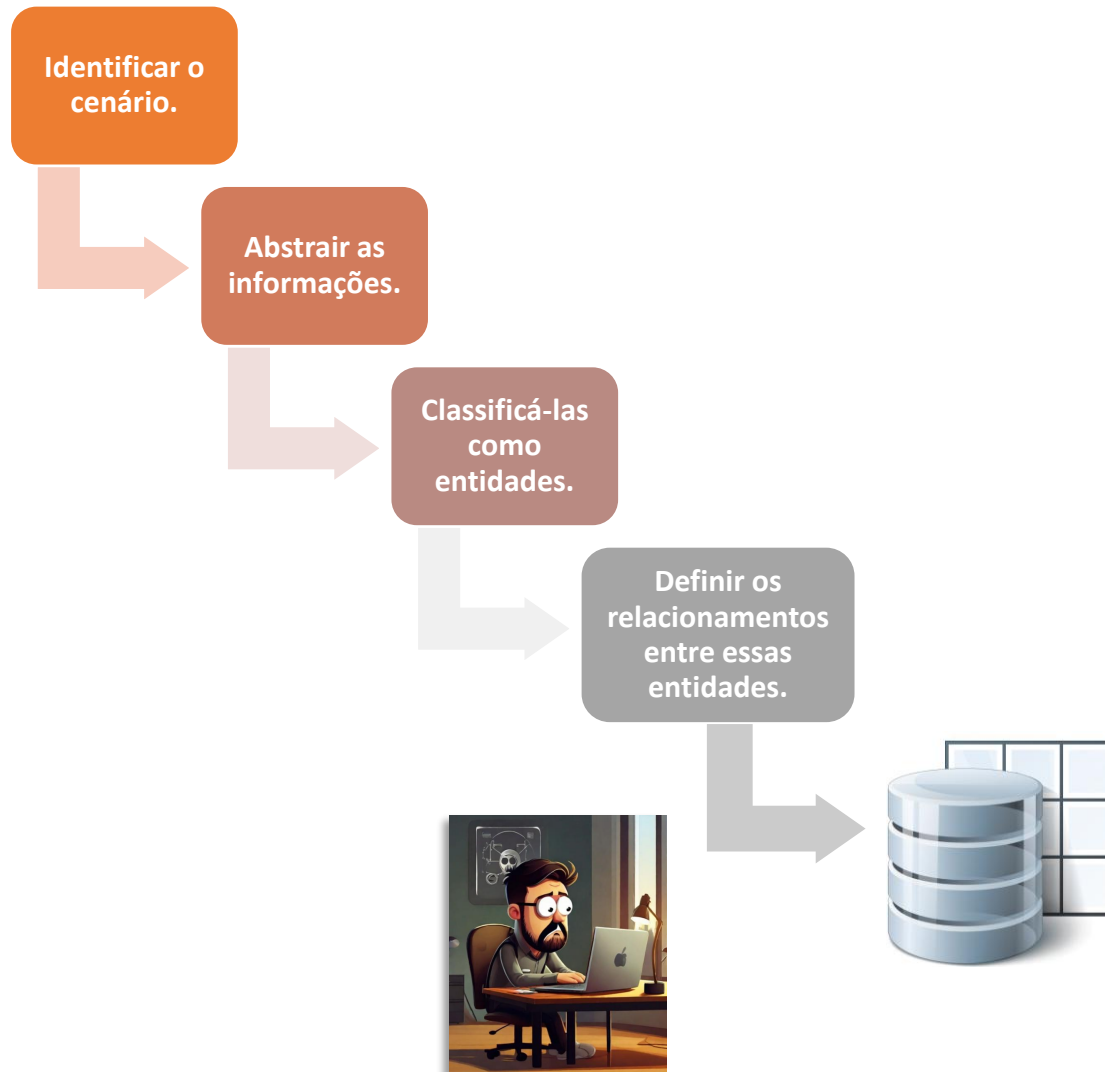 Identificar o
cenário.
Abstrair as
informações.
Classificá-las
como
entidades.
Definir os
relacionamentos
entre essas
entidades.